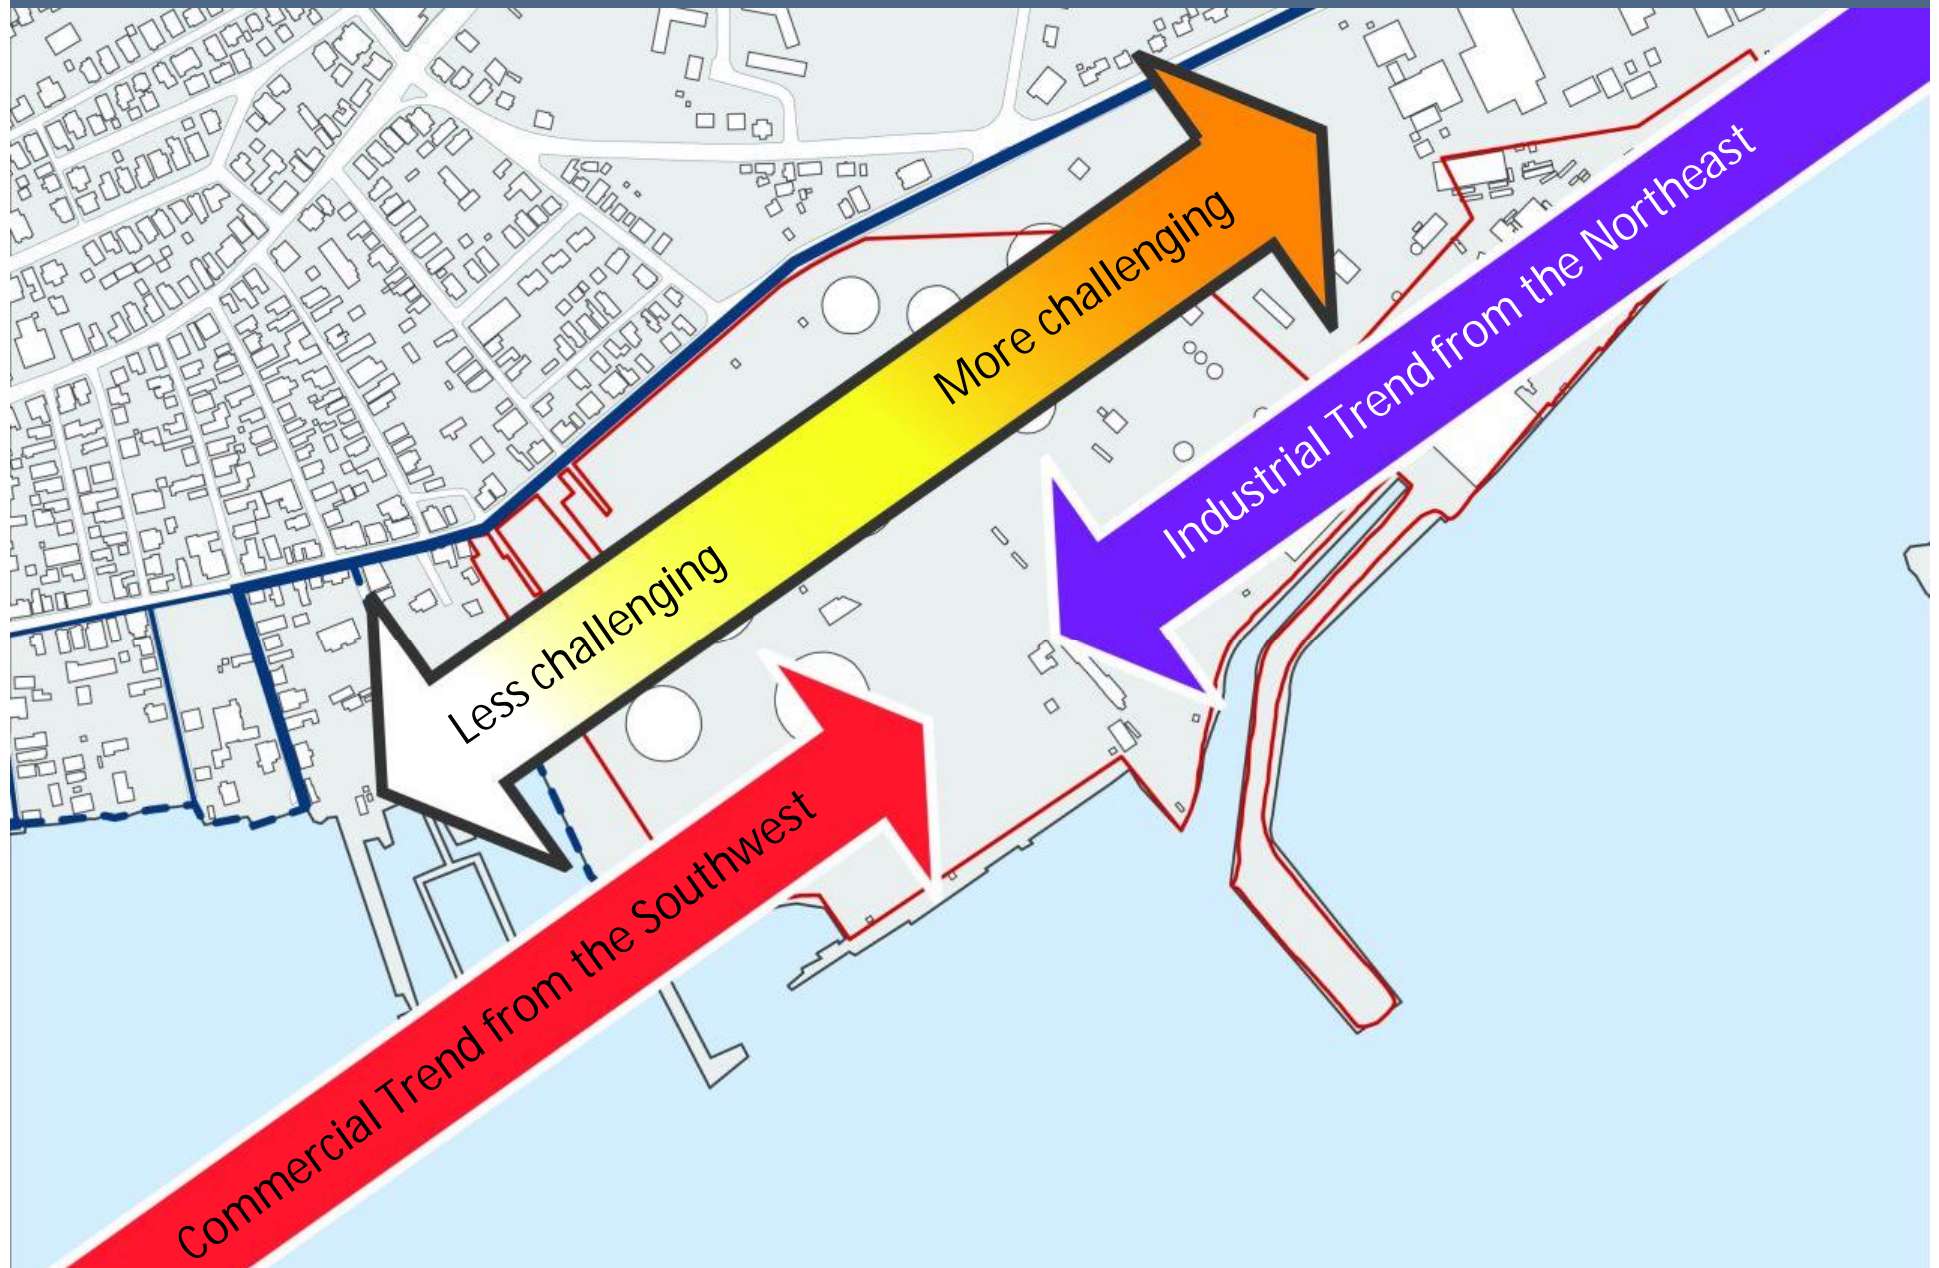 More challenging
Less challenging
Industrial Trend from the Northeast
Commercial Trend from the Southwest